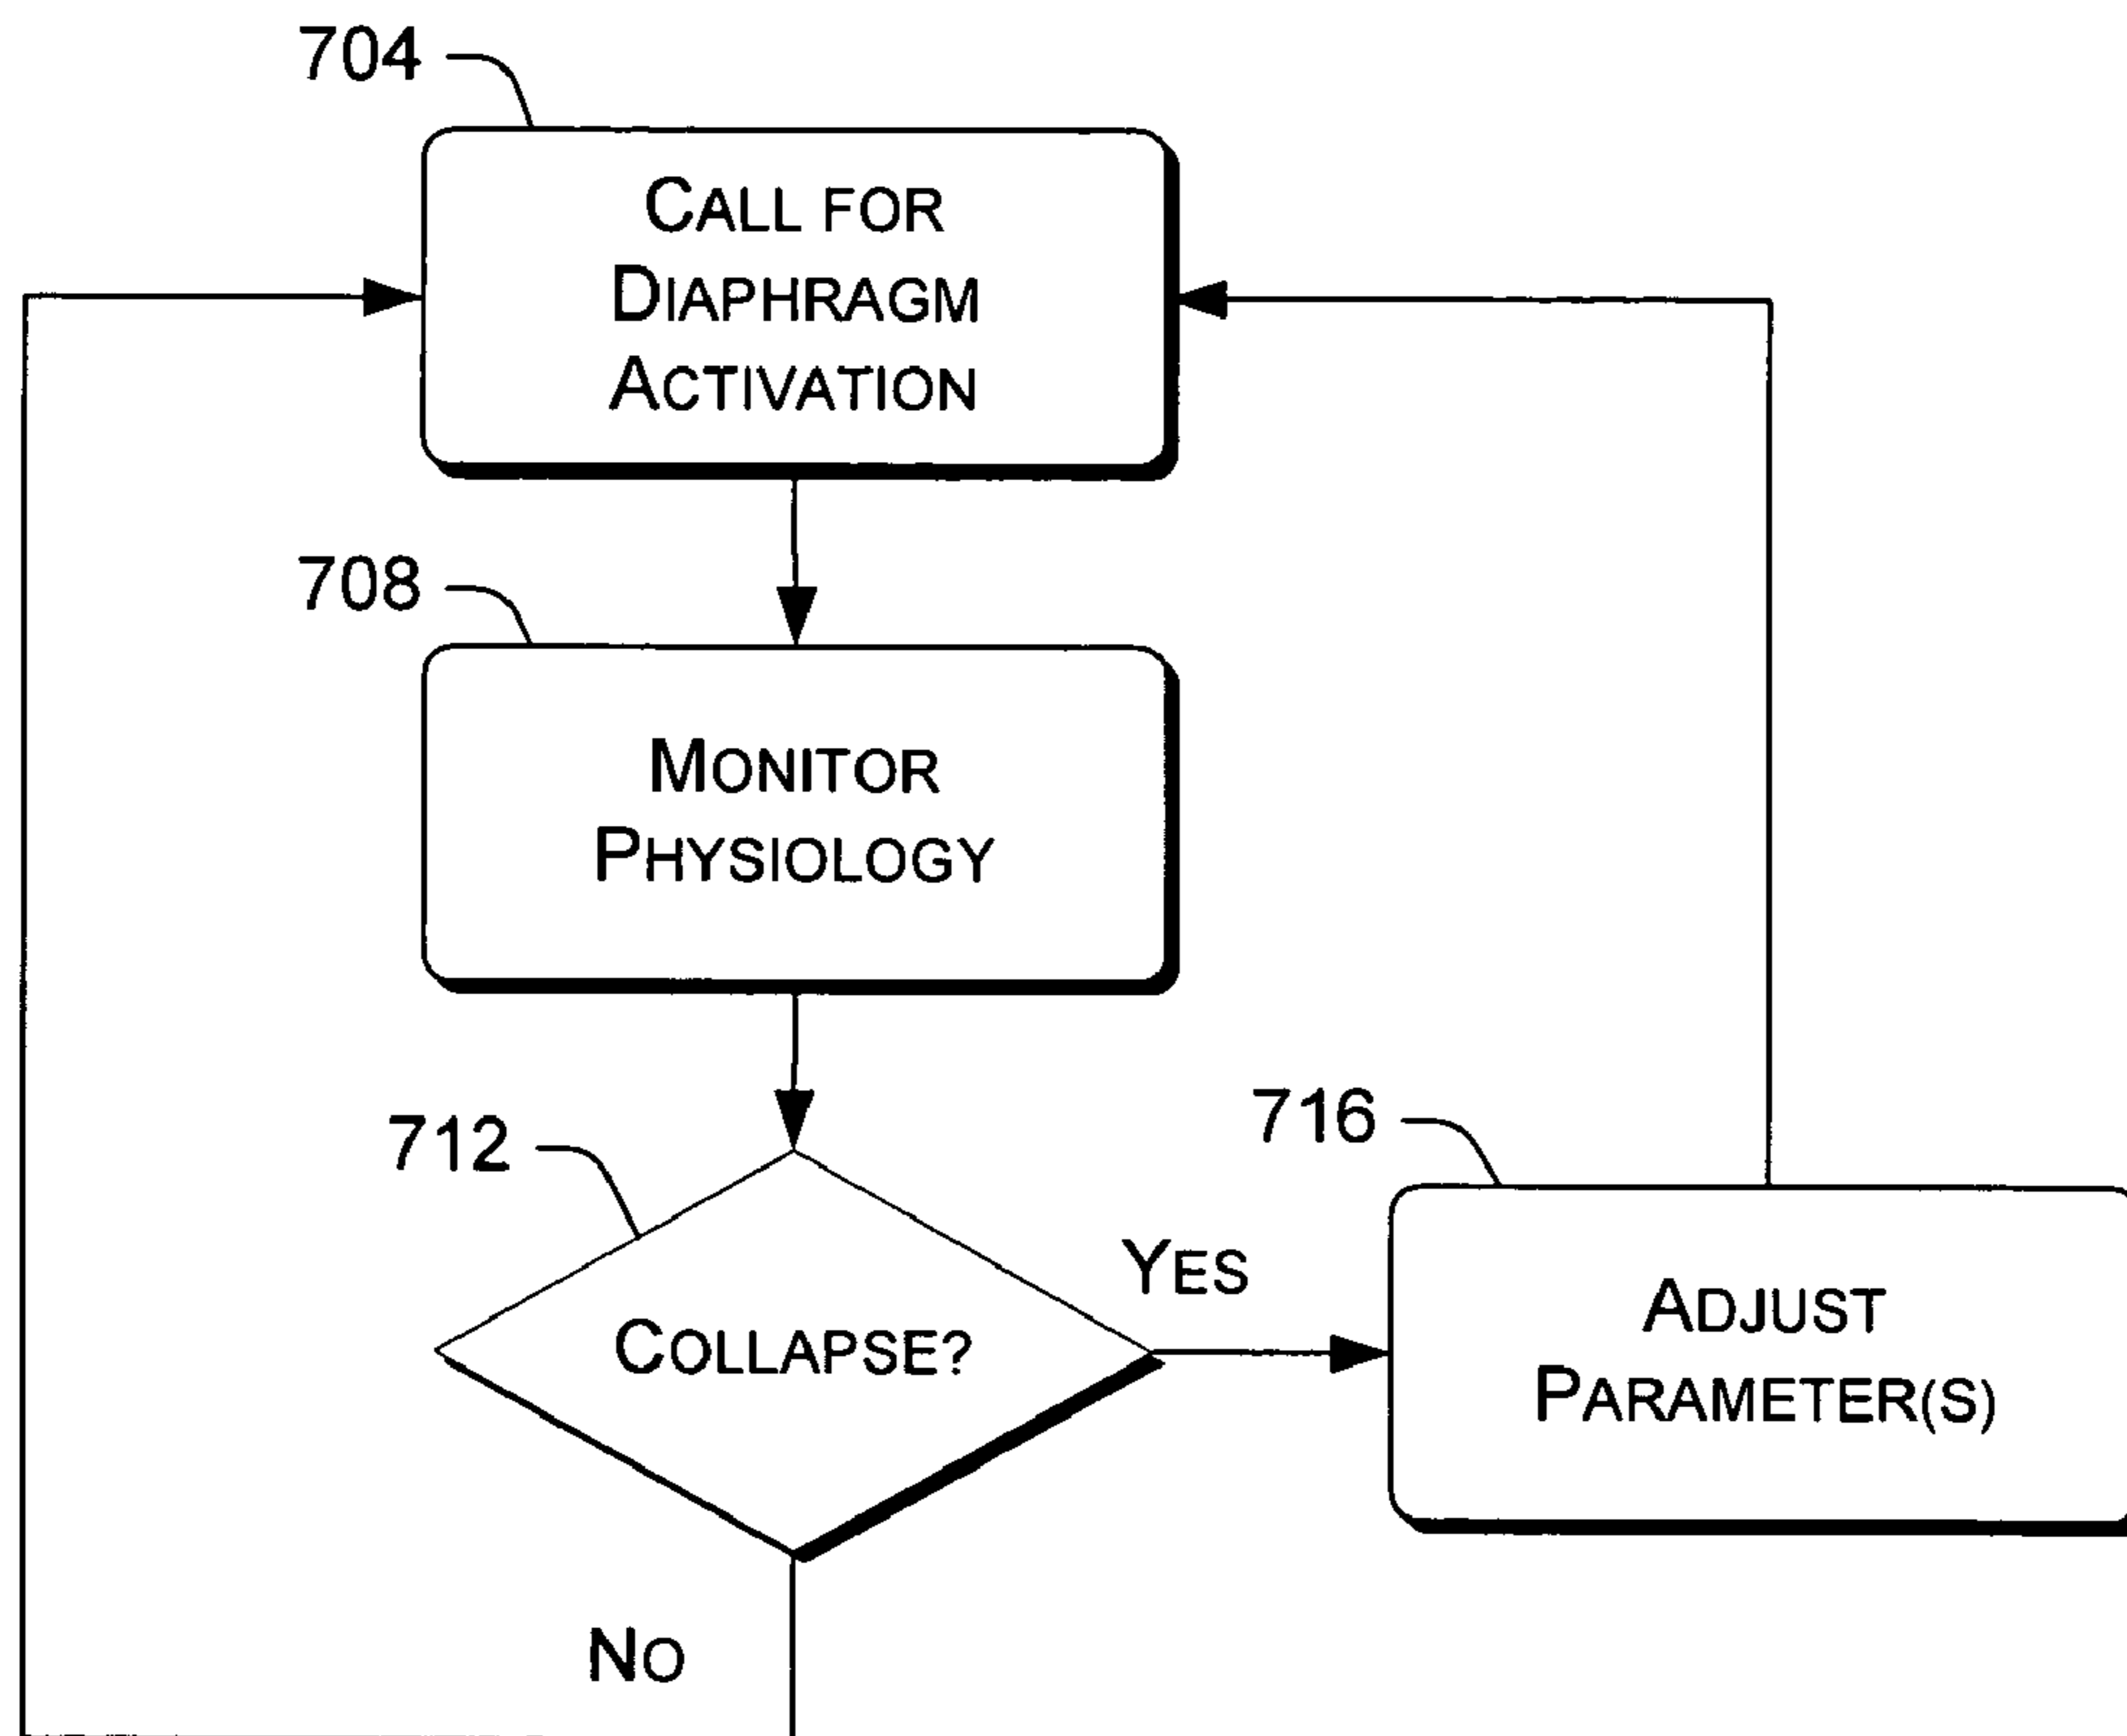 704
CALL FOR
DIAPHRAGM
ACTIVATION
708
MONITOR
PHYSIOLOGY
712
COLLAPSE?
YES
716
ADJUST
PARAMETER(S)
NO